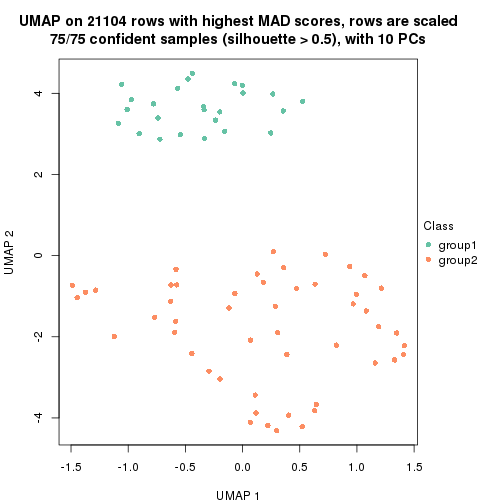 UMAP on 21104 rows with highest MAD scores, rows are scaled
75/75 confident samples (silhouette > 0.5), with 10 PCs
4
2
0
-2
-4
UMAP 2
Class
group1
group2
-1.5 -1.0 -0.5 0.0 0.5 1.0 1.5
UMAP 1